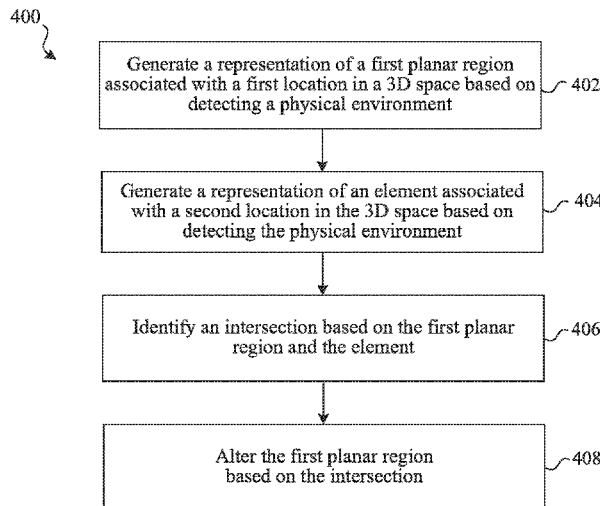 400
Generate a representation of a first planar region
associated with a first location in a 3D space based on
detecting a physical environment
402
Generate a representation of an element associated
with a second location in the 3D space based on
detecting the physical environment
404
Identify an intersection based on the first planar
region and the element
406
Alter the first planar region
based on the intersection.
408